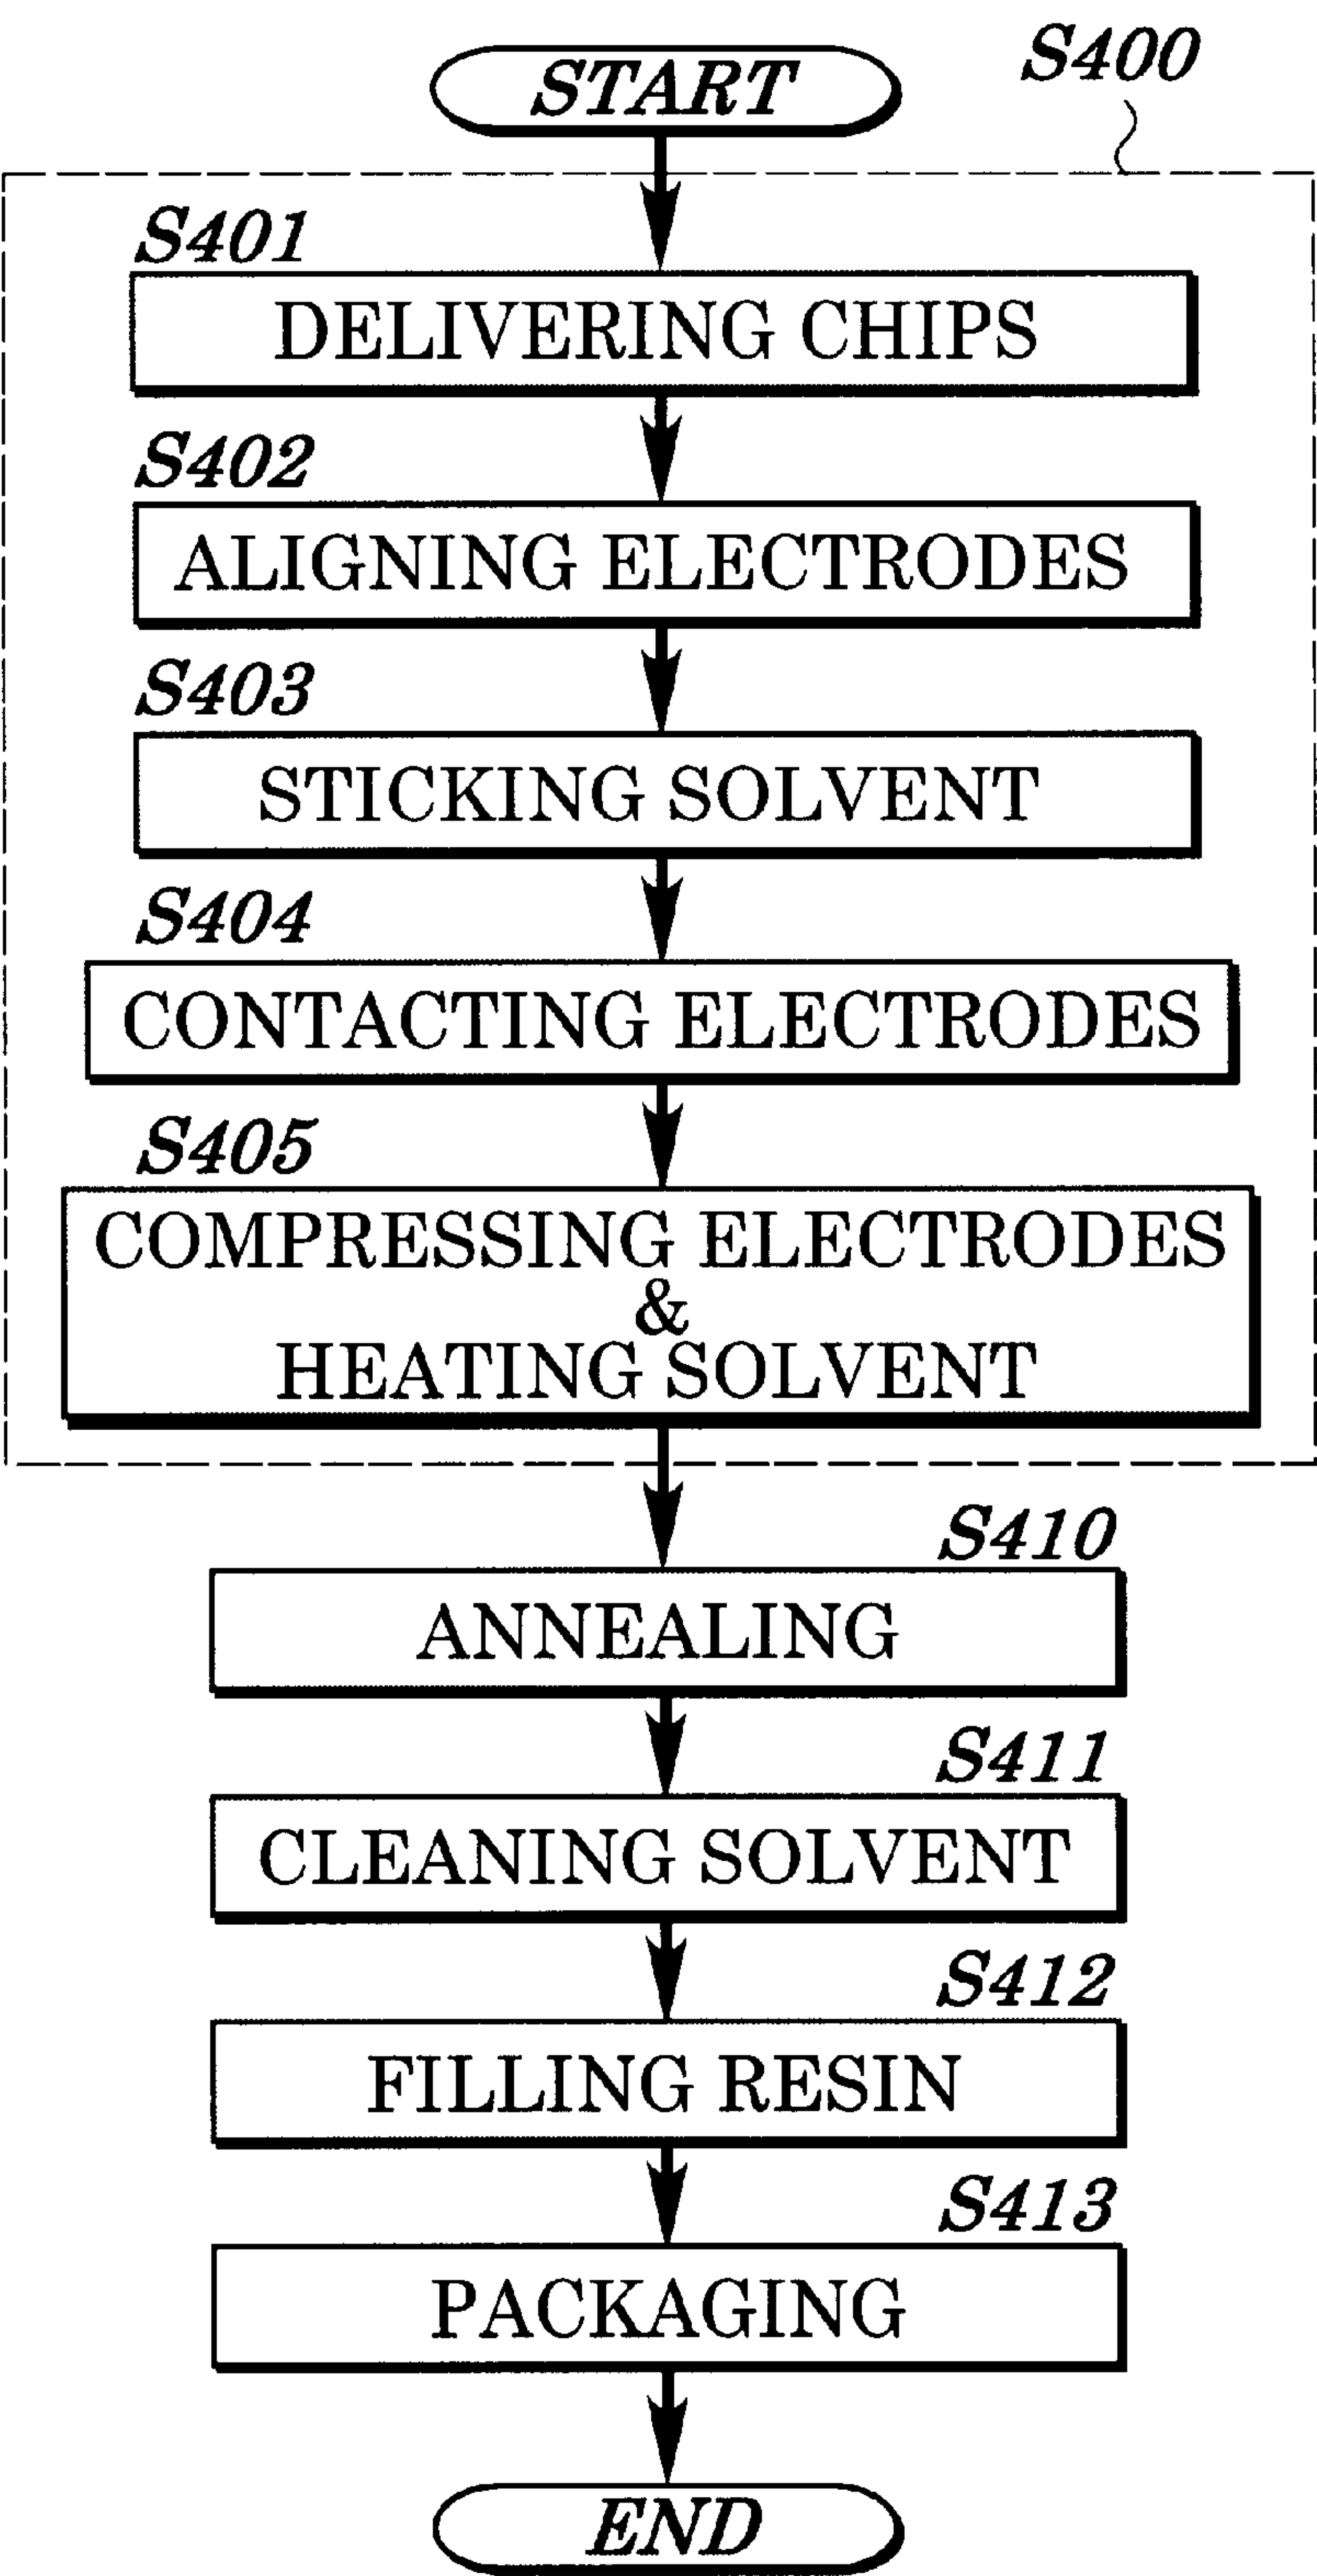 START
S400
S401
DELIVERING CHIPS
S402
ALIGNING ELECTRODES
S403
STICKING SOLVENT
S404
CONTACTING ELECTRODES
S405
COMPRESSING ELECTRODES
&
HEATING SOLVENT
S410
ANNEALING
S411
CLEANING SOLVENT
S412
FILLING RESIN
S413
PACKAGING
END